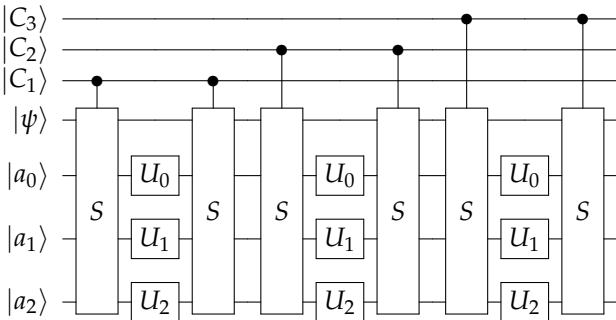 |C₃⟩
|C₂⟩
|C₁⟩
|ψ⟩
|a₀⟩ U₀ U₀ U₀
S S S S S S
|a₁⟩ U₁ U₁ U₁
|a₂⟩ U₂ U₂ U₂